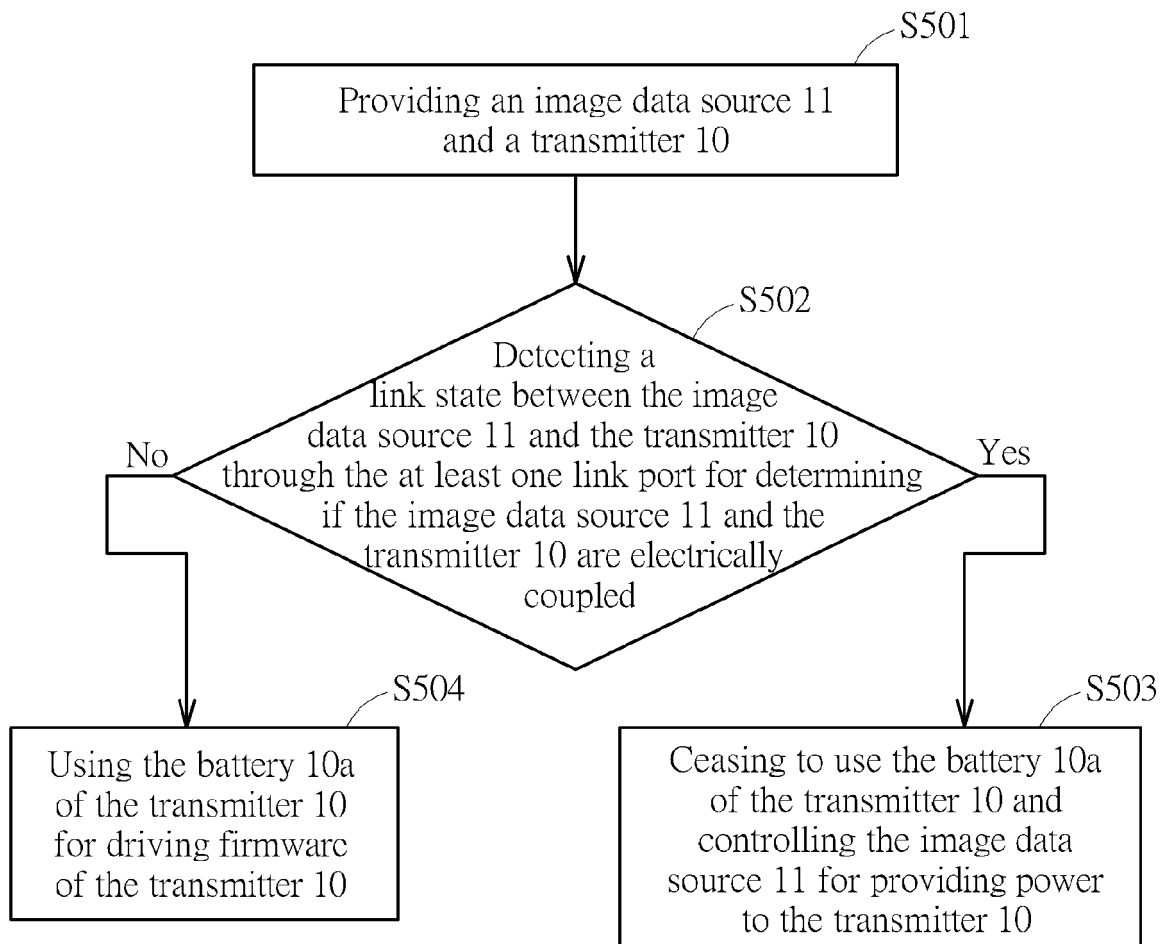 S501
Providing an image data source 11
and a transmitter 10
S502
Detecting a
link state between the image
data source 11 and the transmitter 10
through the at least one link port for determining
if the image data source 11 and the
transmitter 10 are electrically
coupled
No
Yes
S504
Using the battery 10a
of the transmitter 10
for driving firmware
of the transmitter 10
S503
Ceasing to use the battery 10a
of the transmitter 10 and
controlling the image data
source 11 for providing power
to the transmitter 10